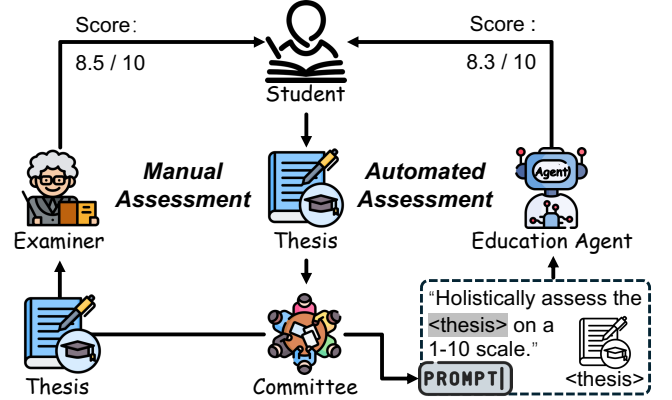 Score:
8.5 / 10
Score :
8.3 / 10
Student
Manual
Assessment
Automated
Assessment
Agent
Examiner
Thesis
Education Agent
"Holistically assess the
<thesis> on a
1-10 scale."
PROMPT
<thesis>
Thesis
Committee